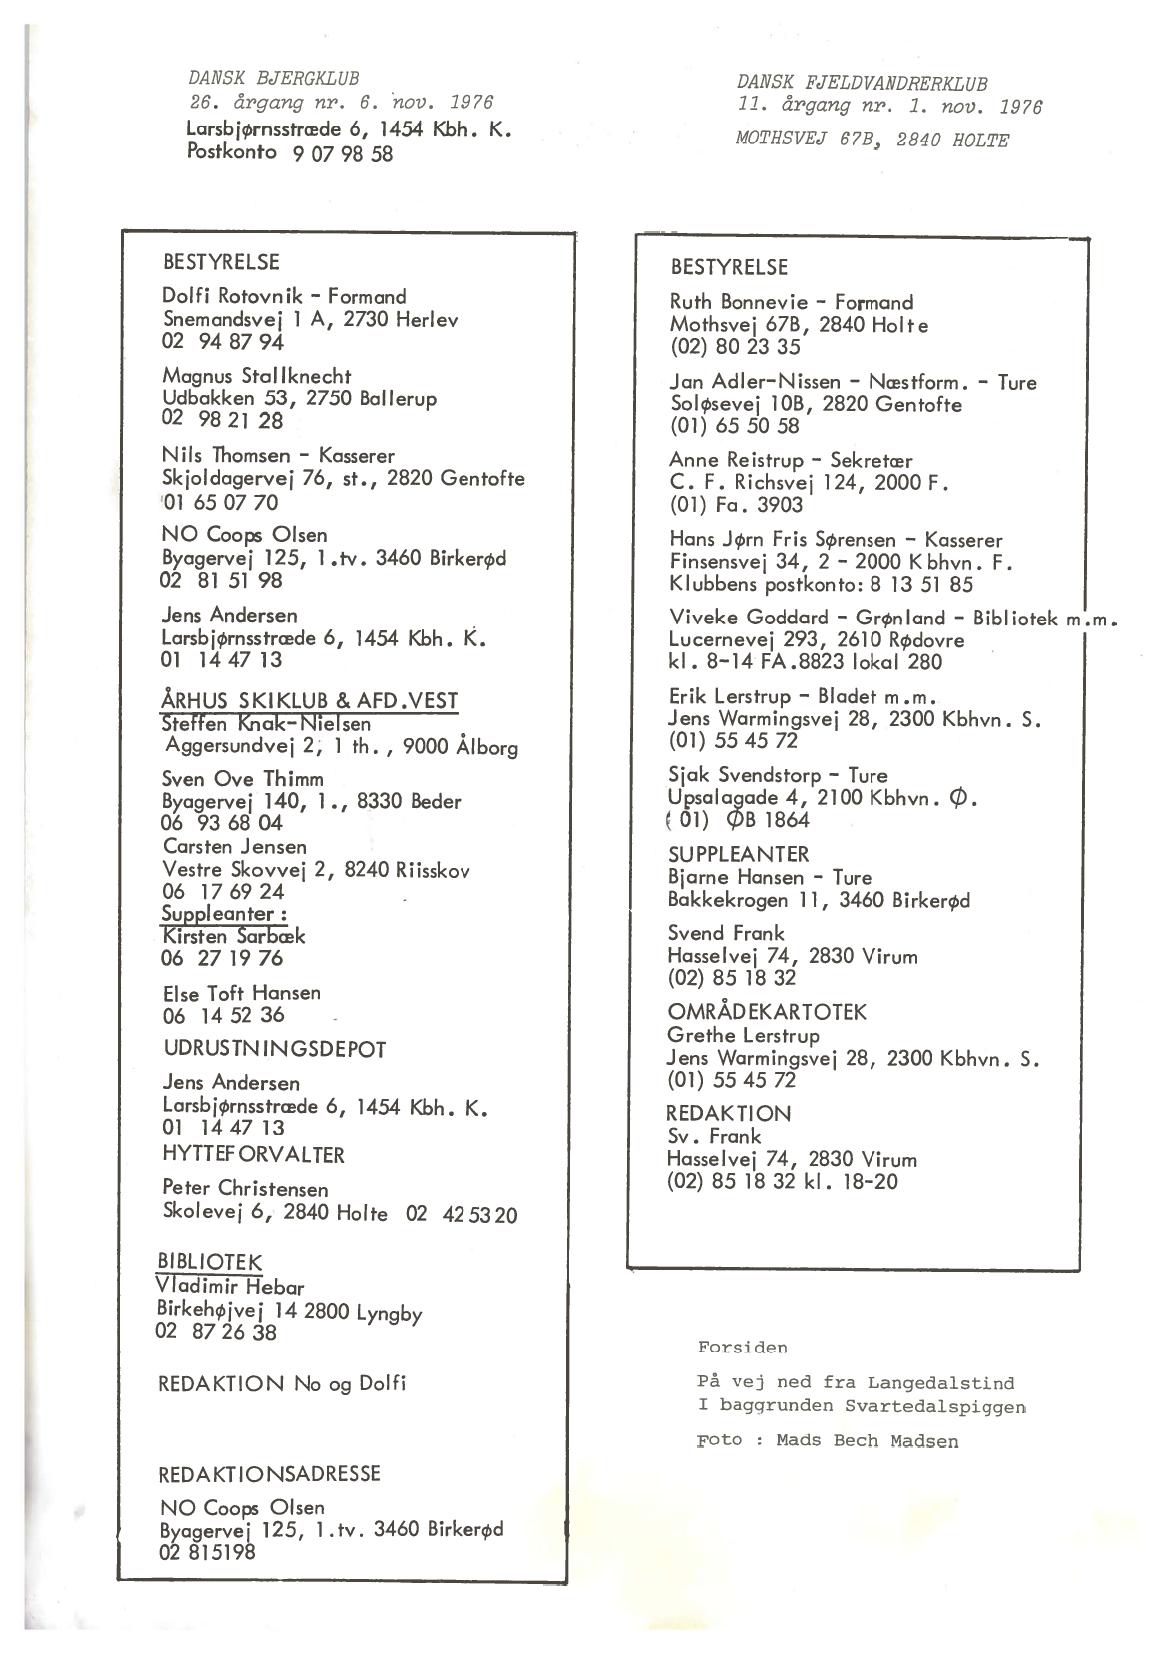 DANSK BJERGKLUB
26. årgang nr. 6. nov. 1976
Larsbjørnsstræde 6, 1454 Kbh. K.
Postkonto 9 07 98 58
BESTYRELSE
Dolfi Rotovnik - Formand
Snemandsvej 1 A, 2730 Herlev
02 94 87 94
Magnus Stallknecht
Udbakken 53, 2750 Ballerup
02 98 21 28
Nils Thomsen - Kasserer
Skjoldagervej 76, st., 2820 Gentofte
01 65 07 70
NO Coops Olsen
Byagervej 125, 1.tv. 3460 Birkerød
02 81 51 98
Jens Andersen
Larsbjørnsstræde 6, 1454 Kbh. K.
01 14 47 13
ÅRHUS SKIKLUB & AFD.VEST
Steffen Knak-Nielsen
Aggersundvej 2, 1 th., 9000 Ålborg
Sven Ove Thimm
Byagervej 140, 1., 8330 Beder
06 93 68 04
Carsten Jensen
Vestre Skovvej 2, 8240 Riisskov
06 17 69 24
Suppleanter :
Kirsten Sarbæk
06 27 19 76
Else Toft Hansen
06 14 52 36
UDRUSTNINGSDEPOT
Jens Andersen
Larsbjørnsstræde 6, 1454 Kbh. K.
01 14 47 13
HYTTEFORVALTER
Peter Christensen
Skolevej 6, 2840 Holte 02 42 53 20
BIBLIOTEK
Vladimir Hebar
Birkehøjvej 14 2800 Lyngby
02 87 26 38
REDAKTION No og Dolfi
REDAKTIONSADRESSE
NO Coops Olsen
Byagervej 125, 1.tv. 3460 Birkerød
02 815198
DANSK FJELDVANDRERKLUB
11. årgang nr. 1. nov. 1976
MOTHSVEJ 67B, 2840 HOLTE
BESTYRELSE
Ruth Bonnevie - Formand
Mothsvej 67B, 2840 Holte
(02) 80 23 35
Jan Adler-Nissen - Næstform. - Ture
Soløsevej 10B, 2820 Gentofte
(01) 65 50 58
Anne Reistrup - Sekretær
C. F. Richsvej 124, 2000 F.
(01) Fa. 3903
Hans Jørn Fris Sørensen - Kasserer
Finsensvej 34, 2 - 2000 Kbhvn. F.
Klubbens postkonto: 8 13 51 85
Viveke Goddard - Grønland - Bibliotek m.m.
Lucernevej 293, 2610 Rødovre
kl. 8-14 FA.8823 lokal 280
Erik Lerstrup - Bladet m.m.
Jens Warmingsvej 28, 2300 Kbhvn. S.
(01) 55 45 72
Sjak Svendstorp - Ture
Upsalagade 4, 2100 Kbhvn. Ø.
(01) ØB 1864
SUPPLEANTER
Bjarne Hansen - Ture
Bakkekrogen 11, 3460 Birkerød
Svend Frank
Hasselvej 74, 2830 Virum
(02) 85 18 32
OMRÅDEKARTOTEK
Grethe Lerstrup
Jens Warmingsvej 28, 2300 Kbhvn. S.
(01) 55 45 72
REDAKTION
Sv. Frank
Hasselvej 74, 2830 Virum
(02) 85 18 32 kl. 18-20
Forsiden
På vej ned fra Langedalstind
I baggrunden Svartedalspiggen
Foto : Mads Bech Madsen